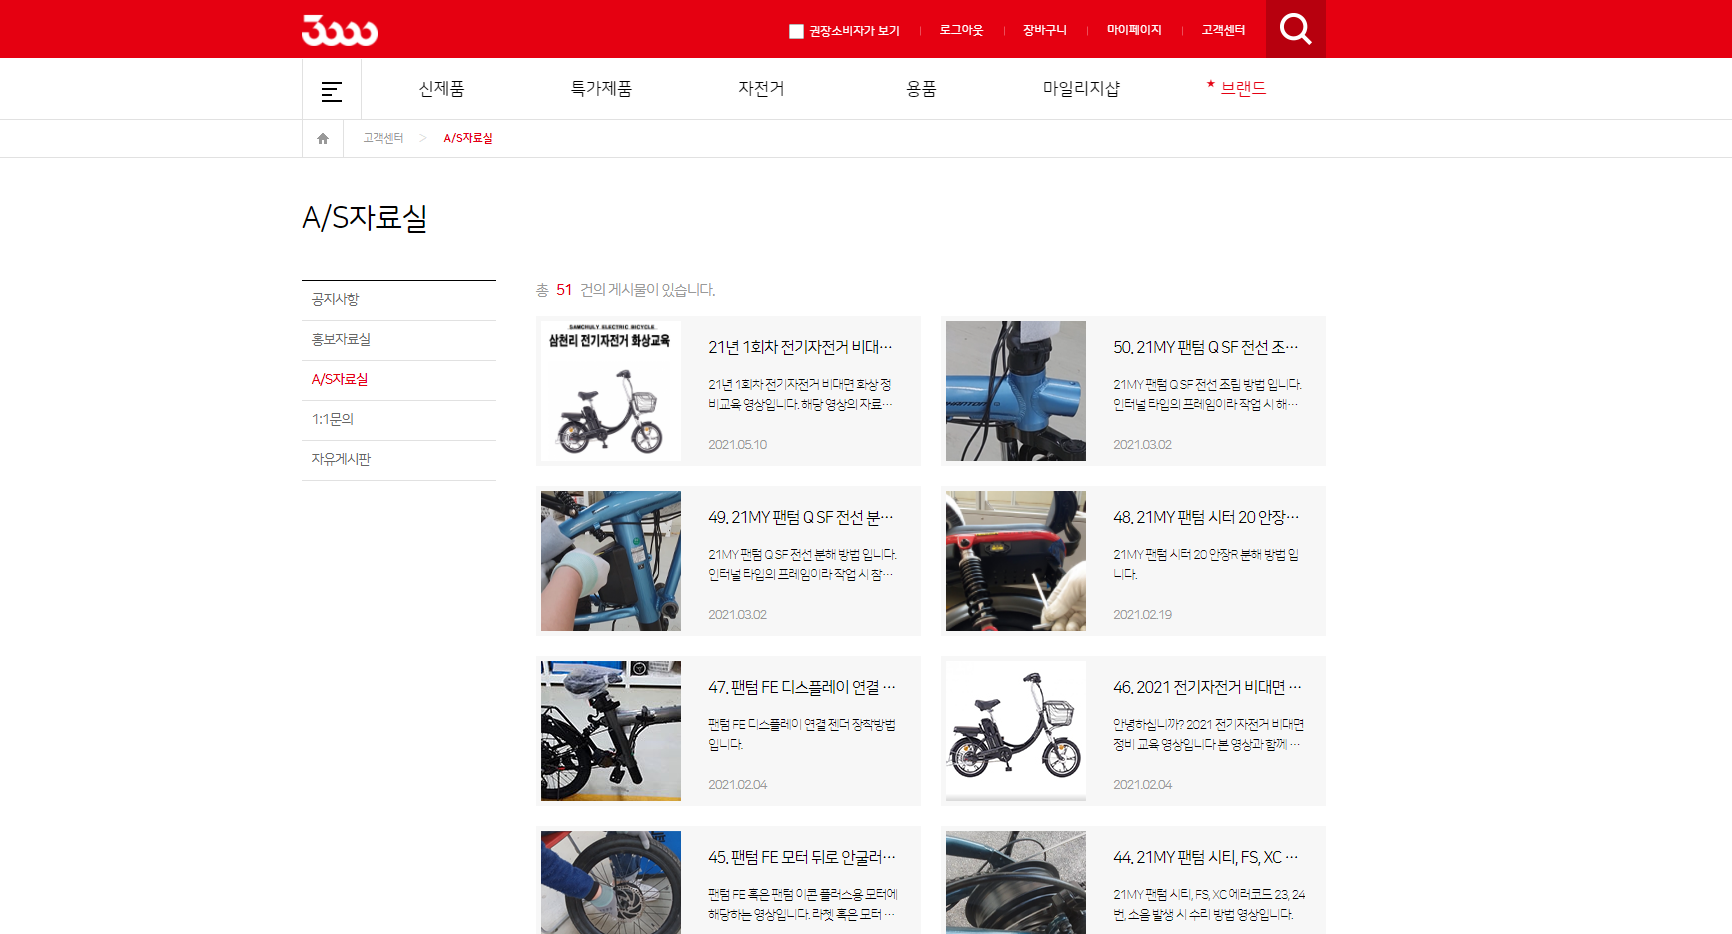 3000
권장소비자가 보기
로그아웃
장바구니
마이페이지
고객센터
신제품
특가제품
자전거
용품
마일리지샵
★ 브랜드
고객센터 > A/S자료실
A/S자료실
공지사항
홍보자료실
A/S자료실
1:1문의
자유게시판
총 51 건의 게시물이 있습니다.
SAMCHULY ELECTRIC BICYCLE
삼천리 전기자전거 화상교육
21년 1회차 전기자전거 비대…
21년 1회차 전기자전거 비대면 화상 정
비교육 영상입니다. 해당 영상의 자료…
2021.05.10
50. 21MY 팬텀 Q SF 전선 조…
21MY 팬텀 Q SF 전선 조립 방법 입니다.
인터널 타입의 프레임이라 작업 시 해…
2021.03.02
49. 21MY 팬텀 Q SF 전선 분…
21MY 팬텀 Q SF 전선 분해 방법 입니다.
인터널 타입의 프레임이라 작업 시 참…
2021.03.02
48. 21MY 팬텀 시터 20 안장…
21MY 팬텀 시터 20 안장R 분해 방법 입
니다.
2021.02.19
47. 팬텀 FE 디스플레이 연결 …
팬텀 FE 디스플레이 연결 젠더 장착방법
입니다.
2021.02.04
46. 2021 전기자전거 비대면 …
안녕하십니까? 2021 전기자전거 비대면
정비 교육 영상입니다 본 영상과 함께 …
2021.02.04
45. 팬텀 FE 모터 뒤로 안굴러…
팬텀 FE 혹은 팬텀 이콘 플러스용 모터에
해당하는 영상입니다. 라쳇 혹은 모터 …
44. 21MY 팬텀 시티, FS, XC …
21MY 팬텀 시티, FS, XC 에러코드 23, 24
번, 소음 발생 시 수리 방법 영상입니다.